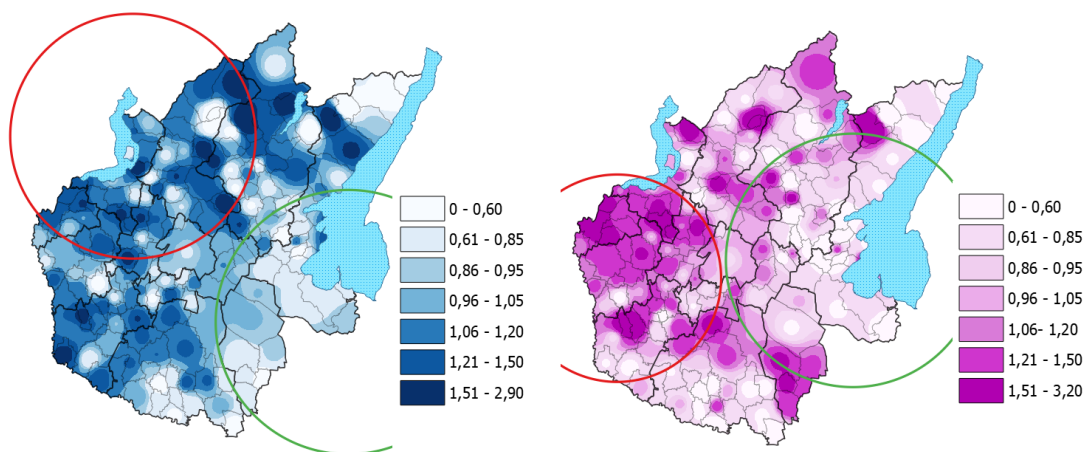 0 - 0,60
0,61 - 0,85
0,86 - 0,95
0,96 - 1,05
1,06 - 1,20
1,21 - 1,50
1,51 - 2,90
0 - 0,60
0,61 - 0,85
0,86 - 0,95
0,96 - 1,05
1,06- 1,20
1,21 - 1,50
1,51 - 3,20